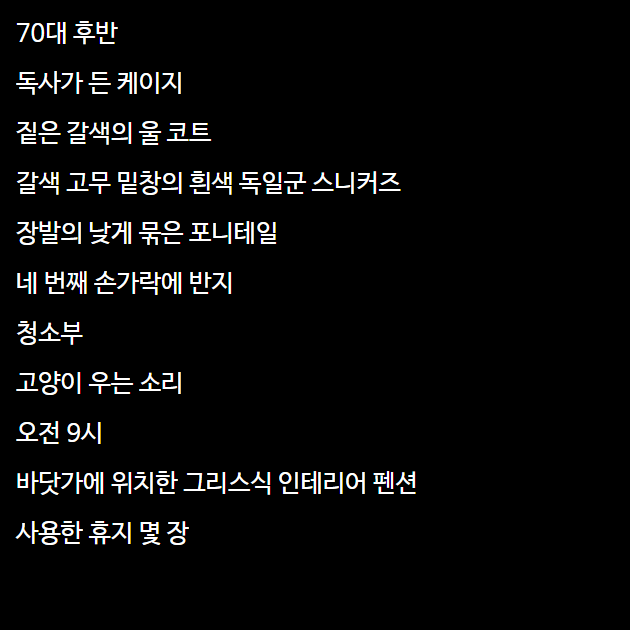 70대 후반
독사가 든 케이지
짙은 갈색의 울 코트
갈색 고무 밑창의 흰색 독일군 스니커즈
장발의 낮게 묶은 포니테일
네 번째 손가락에 반지
청소부
고양이 우는 소리
오전 9시
바닷가에 위치한 그리스식 인테리어 펜션
사용한 휴지 몇 장